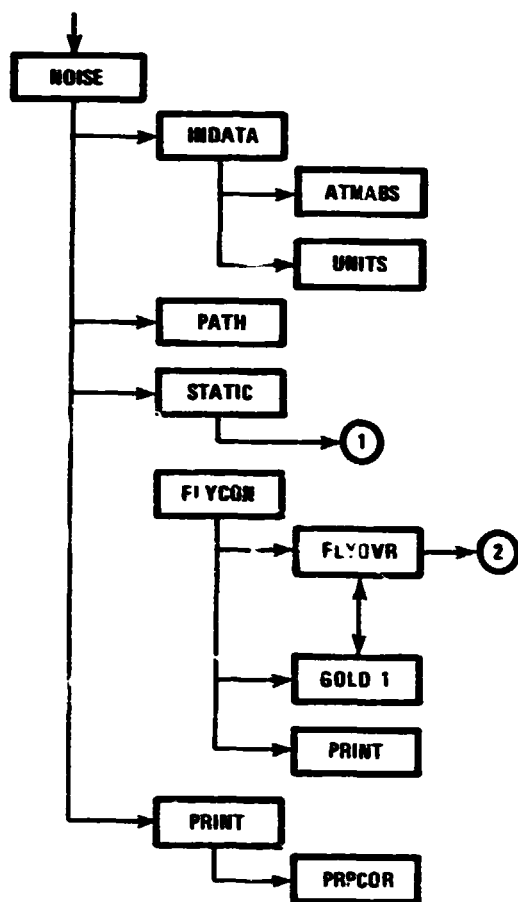 NOISE
INDATA
ATMABS
UNITS
PATH
STATIC
1
FLYCON
FLYOVR
2
GOLD 1
PRINT
PRINT
PRPCOR